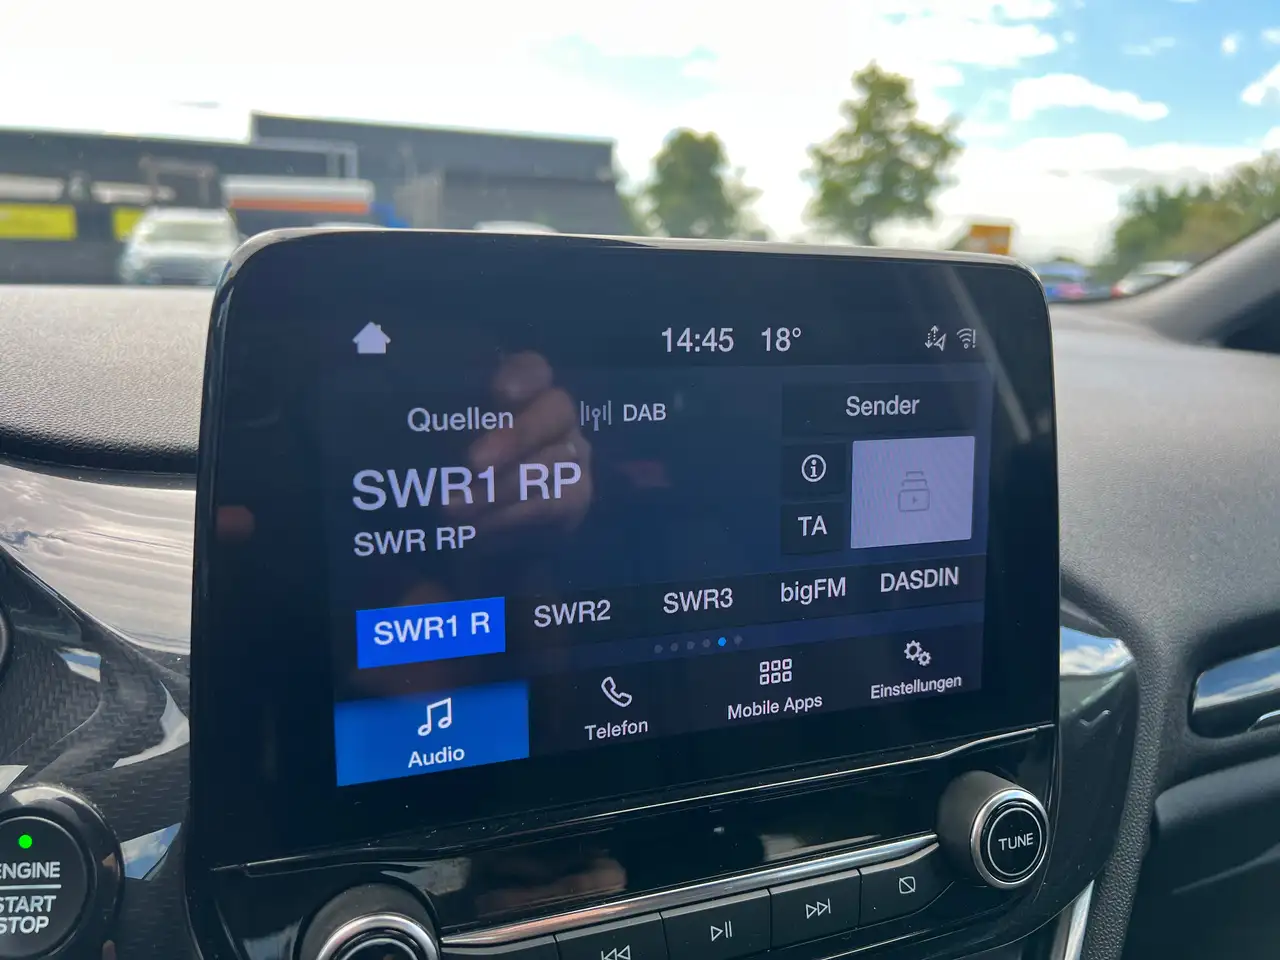 14:45 18°
Quellen DAB Sender
SWR1 RP
SWR RP
TA
SWR1 R SWR2 SWR3 bigFM DASDIN
Audio Telefon Mobile Apps Einstellungen
TUNE
ENGINE
START
STOP